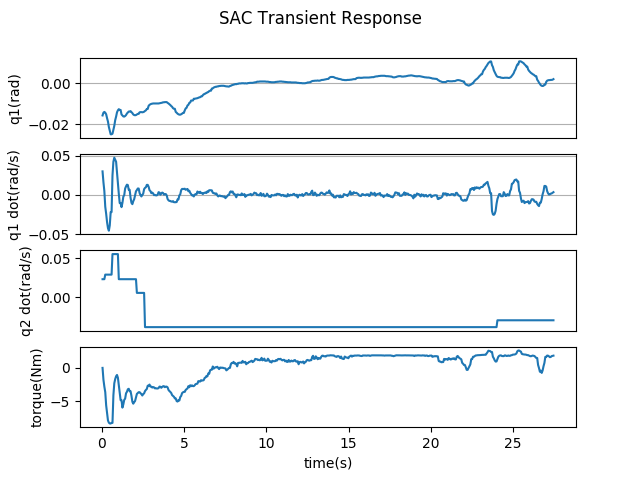 SAC Transient Response
q1(rad)
0.00
−0.02
q1 dot(rad/s)
0.05
0.00
−0.05
q2 dot(rad/s)
0.05
0.00
torque(Nm)
0
−5
0 5 10 15 20 25
time(s)